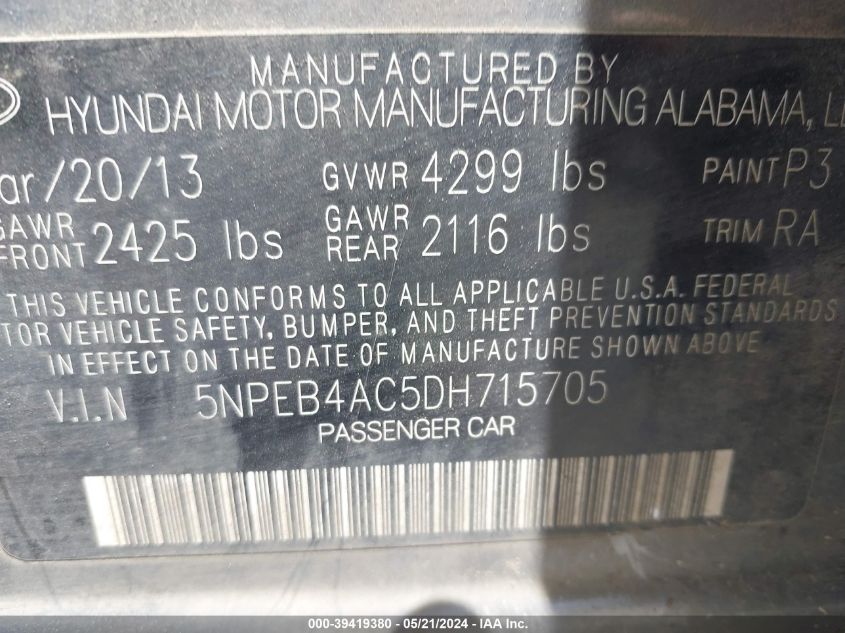 MANUFACTURED BY
HYUNDAI MOTOR MANUFACTURING ALABAMA,
ar/20/13 GVWR 4299 lbs PAINT P3
GAWR FRONT 2425 lbs GAWR REAR 2116 lbs TRIM RA
THIS VEHICLE CONFORMS TO ALL APPLICABLE U.S.A. FEDERAL
TOR VEHICLE SAFETY, BUMPER, AND THEFT PREVENTION STANDARDS
IN EFFECT ON THE DATE OF MANUFACTURE SHOWN ABOVE
V.I.N 5NPEB4AC5DH715705
PASSENGER CAR
000-39419380 - 05/21/2024 - IAA Inc.